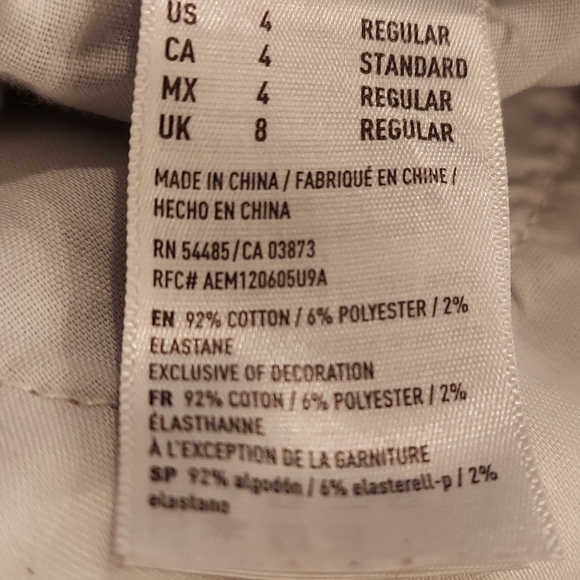 US 4 REGULAR
CA 4 STANDARD
MX 4 REGULAR
UK 8 REGULAR
MADE IN CHINA / FABRIQUÉ EN CHINE /
HECHO EN CHINA
RN 54485/CA 03873
RFC# AEM120605U9A
EN 92% COTTON / 6% POLYESTER / 2%
ELASTANE
EXCLUSIVE OF DECORATION
FR 92% COTON / 6% POLYESTER / 2%
ÉLASTHANNE
À L'EXCEPTION DE LA GARNITURE
SP 92% algodón / 6% elasterell-p / 2%
elastano